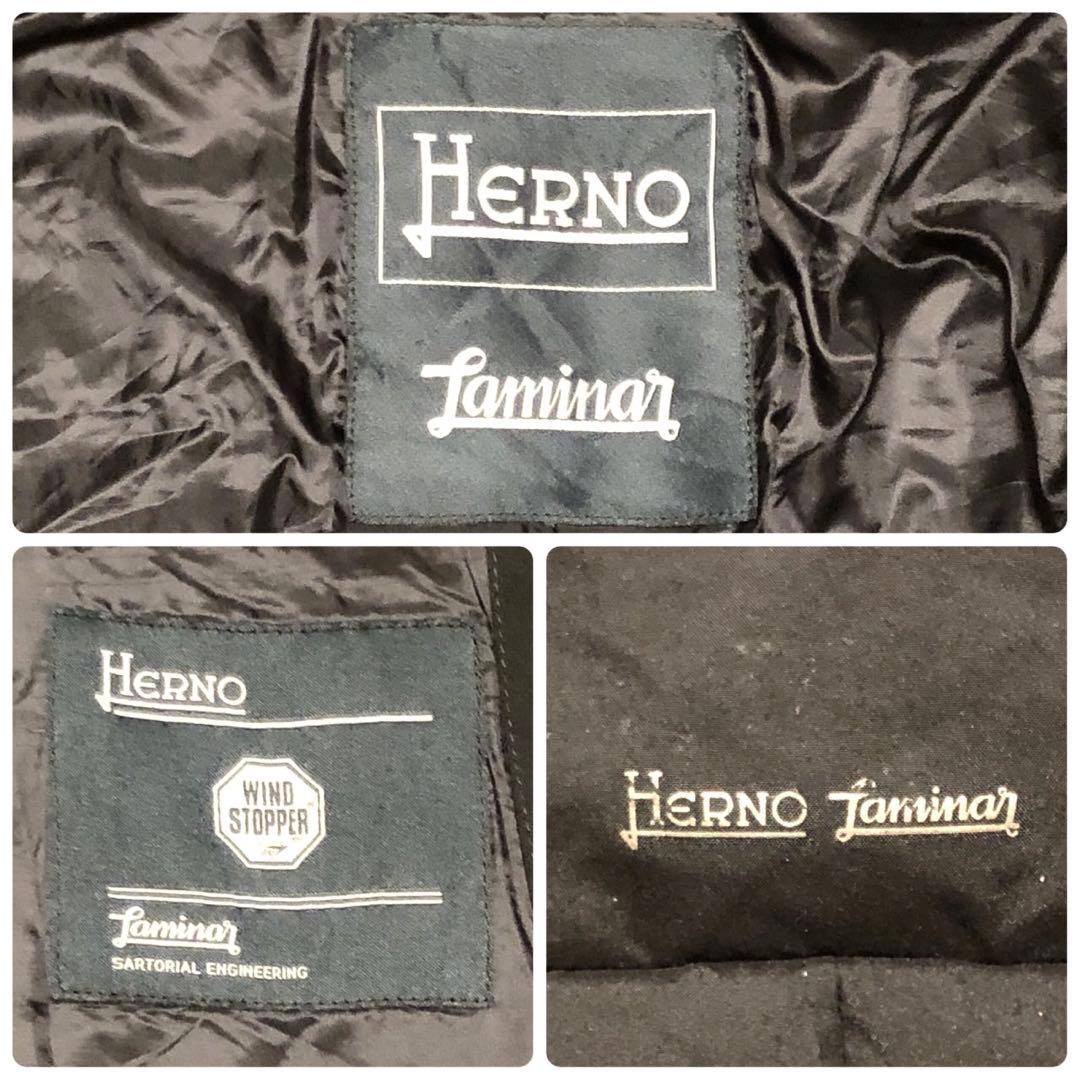 HERNO
Laminar
HERNO
WIND
STOPPER
Laminar
SARTORIAL ENGINEERING
HERNO Laminar